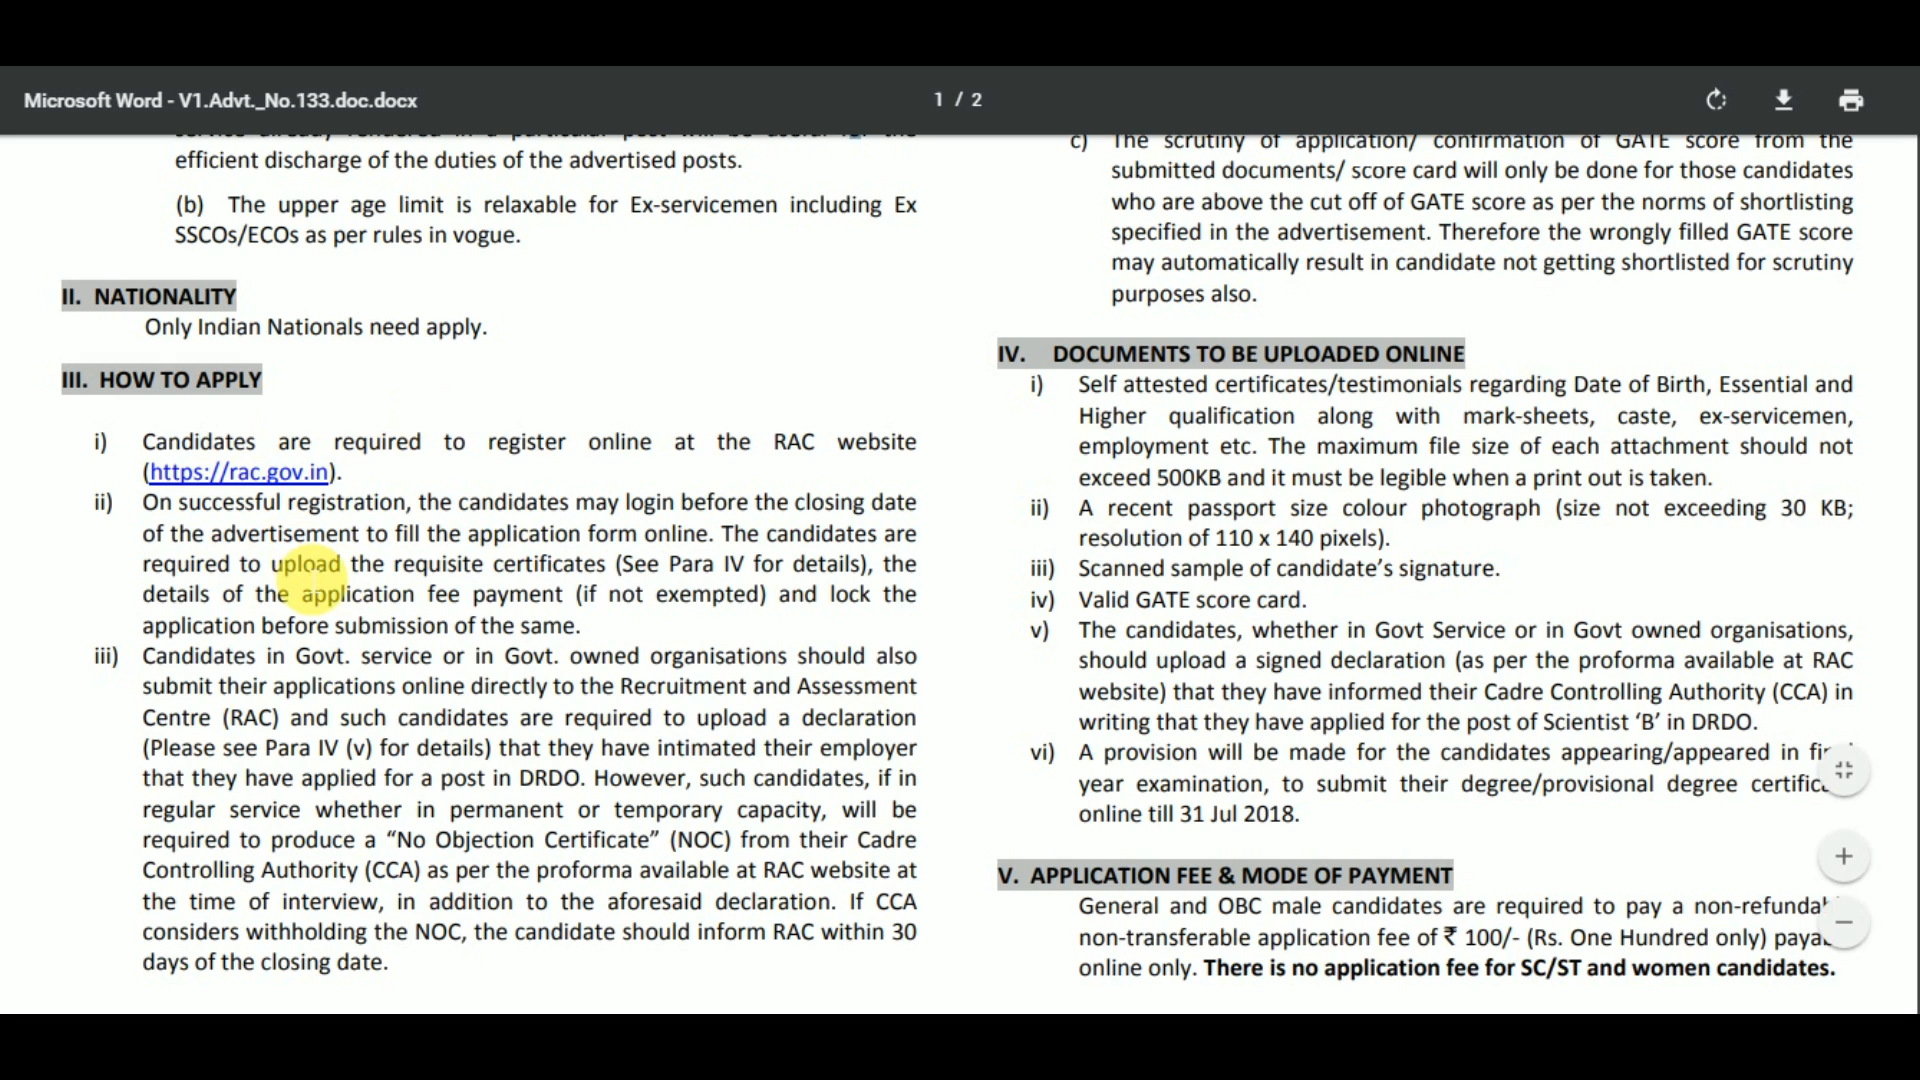 Microsoft Word - V1.Advt._No.133.doc.docx
1 / 2
efficient discharge of the duties of the advertised posts.
(b) The upper age limit is relaxable for Ex-servicemen including Ex
SSCOs/ECOs as per rules in vogue.
II. NATIONALITY
Only Indian Nationals need apply.
III. HOW TO APPLY
i) Candidates are required to register online at the RAC website
(https://rac.gov.in).
ii) On successful registration, the candidates may login before the closing date
of the advertisement to fill the application form online. The candidates are
required to upload the requisite certificates (See Para IV for details), the
details of the application fee payment (if not exempted) and lock the
application before submission of the same.
iii) Candidates in Govt. service or in Govt. owned organisations should also
submit their applications online directly to the Recruitment and Assessment
Centre (RAC) and such candidates are required to upload a declaration
(Please see Para IV (v) for details) that they have intimated their employer
that they have applied for a post in DRDO. However, such candidates, if in
regular service whether in permanent or temporary capacity, will be
required to produce a “No Objection Certificate” (NOC) from their Cadre
Controlling Authority (CCA) as per the proforma available at RAC website at
the time of interview, in addition to the aforesaid declaration. If CCA
considers withholding the NOC, the candidate should inform RAC within 30
days of the closing date.
c) The scrutiny of application/ confirmation of GATE score from the
submitted documents/ score card will only be done for those candidates
who are above the cut off of GATE score as per the norms of shortlisting
specified in the advertisement. Therefore the wrongly filled GATE score
may automatically result in candidate not getting shortlisted for scrutiny
purposes also.
IV. DOCUMENTS TO BE UPLOADED ONLINE
i) Self attested certificates/testimonials regarding Date of Birth, Essential and
Higher qualification along with mark-sheets, caste, ex-servicemen,
employment etc. The maximum file size of each attachment should not
exceed 500KB and it must be legible when a print out is taken.
ii) A recent passport size colour photograph (size not exceeding 30 KB;
resolution of 110 x 140 pixels).
iii) Scanned sample of candidate’s signature.
iv) Valid GATE score card.
v) The candidates, whether in Govt Service or in Govt owned organisations,
should upload a signed declaration (as per the proforma available at RAC
website) that they have informed their Cadre Controlling Authority (CCA) in
writing that they have applied for the post of Scientist ‘B’ in DRDO.
vi) A provision will be made for the candidates appearing/appeared in
year examination, to submit their degree/provisional degree
online till 31 Jul 2018.
V. APPLICATION FEE & MODE OF PAYMENT
General and OBC male candidates are required to pay a
non-transferable application fee of ₹ 100/- (Rs. One Hundred only)
online only. There is no application fee for SC/ST and women candidates.